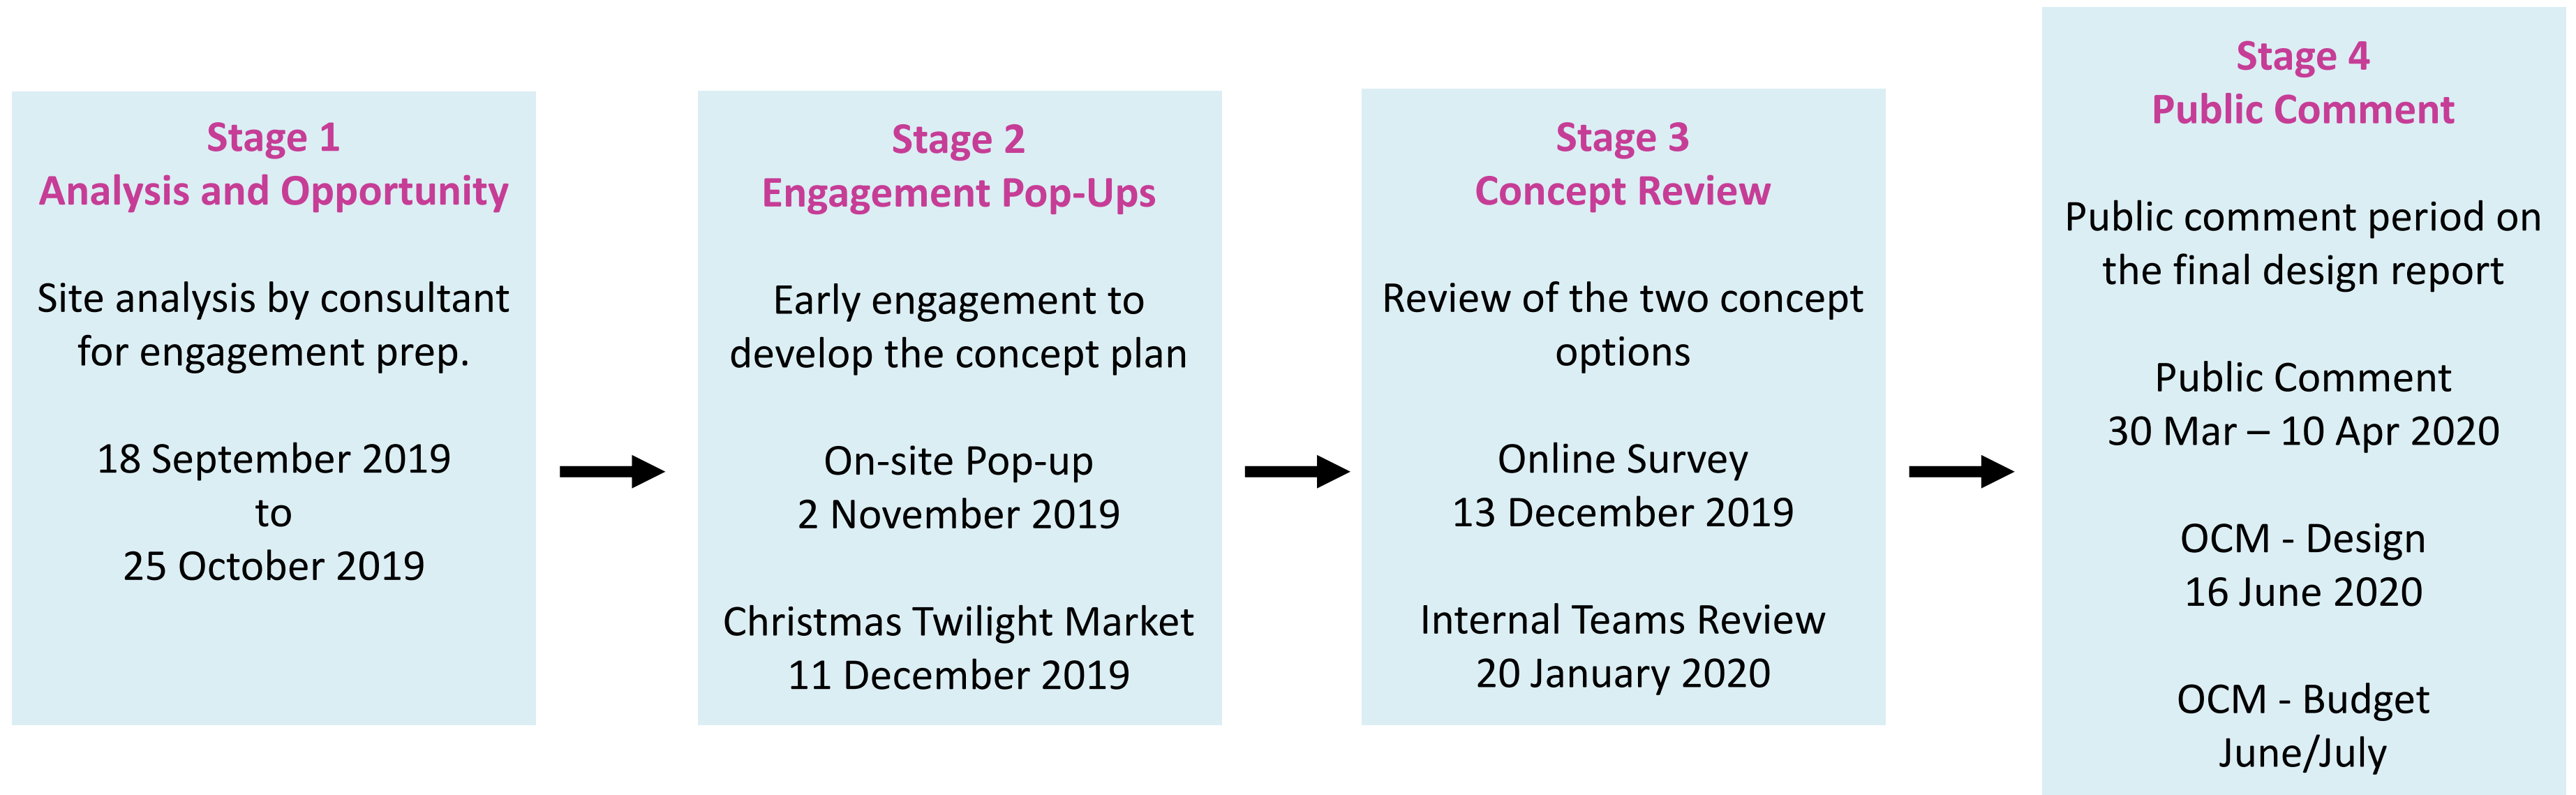 Stage 1
Analysis and Opportunity
Site analysis by consultant
for engagement prep.
18 September 2019
to
25 October 2019
Stage 2
Engagement Pop-Ups
Early engagement to
develop the concept plan
On-site Pop-up
2 November 2019
Christmas Twilight Market
11 December 2019
Stage 3
Concept Review
Review of the two concept
options
Online Survey
13 December 2019
Internal Teams Review
20 January 2020
Stage 4
Public Comment
Public comment period on
the final design report
Public Comment
30 Mar – 10 Apr 2020
OCM - Design
16 June 2020
OCM - Budget
June/July